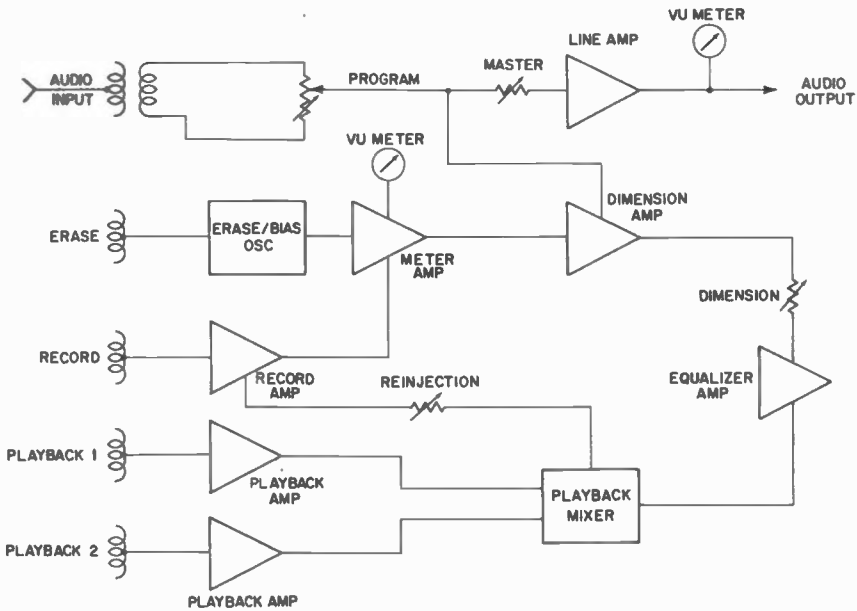 VU METER
LINE AMP
MASTER
AUDIO
INPUT
PROGRAM
AUDIO
OUTPUT
VU METER
DIMENSION
AMP
ERASE
ERASE/BIAS
OSC
METER
AMP
DIMENSION
RECORD
RECORD
AMP
REINJECTION
EQUALIZER
AMP
PLAYBACK 1
PLAYBACK
AMP
PLAYBACK
MIXER
PLAYBACK 2
PLAYBACK AMP